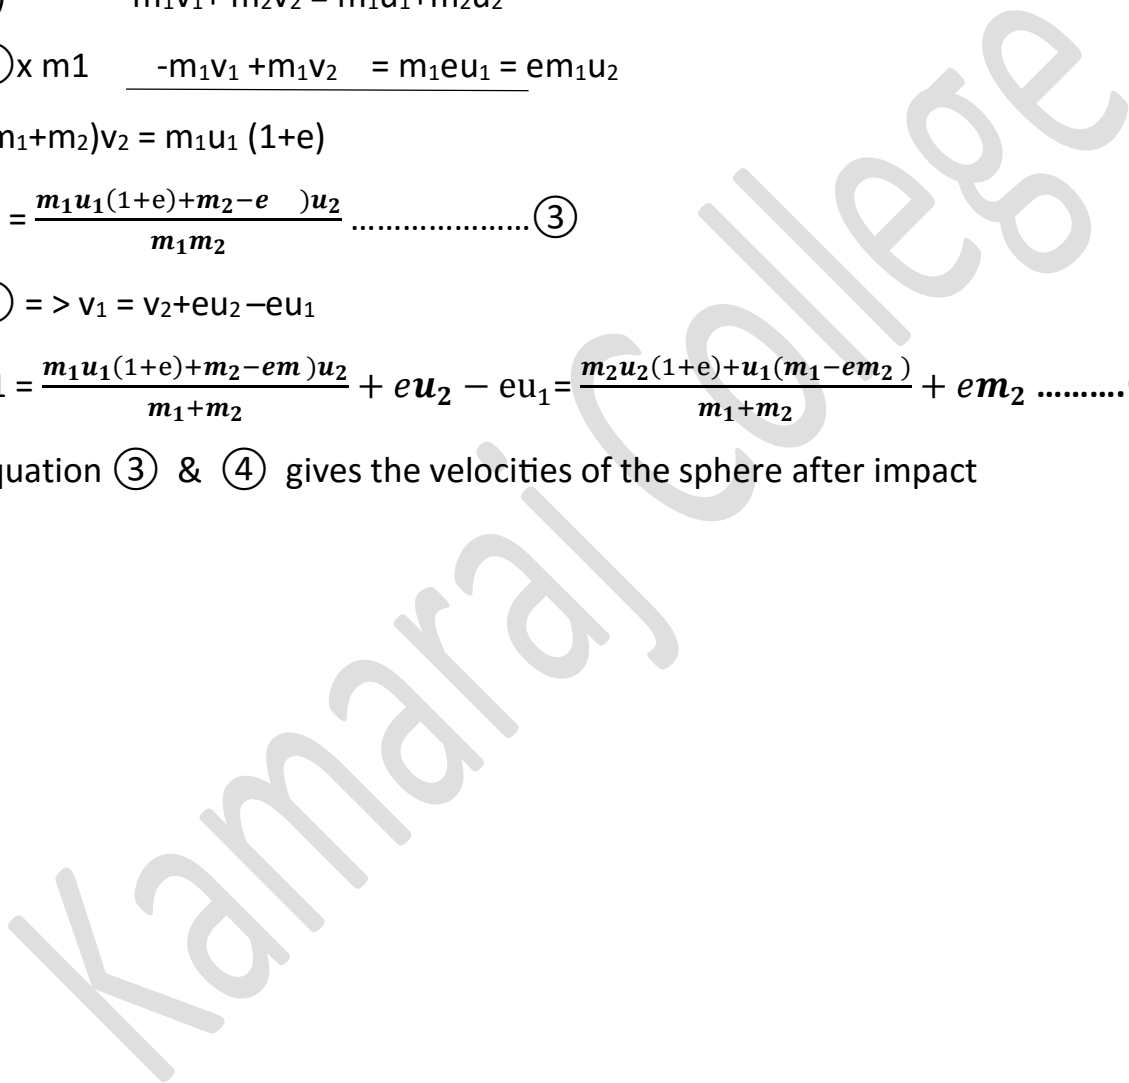 ) m₁v₁+ m₂v₂ = m₁u₁+m₂u₂
)x m1 -m₁v₁ +m₁v₂ = m₁eu₁ = em₁u₂
m₁+m₂)v₂ = m₁u₁ (1+e)
= m₁u₁(1+e)+m₂−e )u₂ / m₁m₂ ..................... ③
) = > v₁ = v₂+eu₂ –eu₁
1 = m₁u₁(1+e)+m₂−em )u₂ / m₁+m₂ + eu₂ − eu₁= m₂u₂(1+e)+u₁(m₁−em₂ ) / m₁+m₂ + em₂ ..........
quation ③ & ④ gives the velocities of the sphere after impact
Kamaraj College